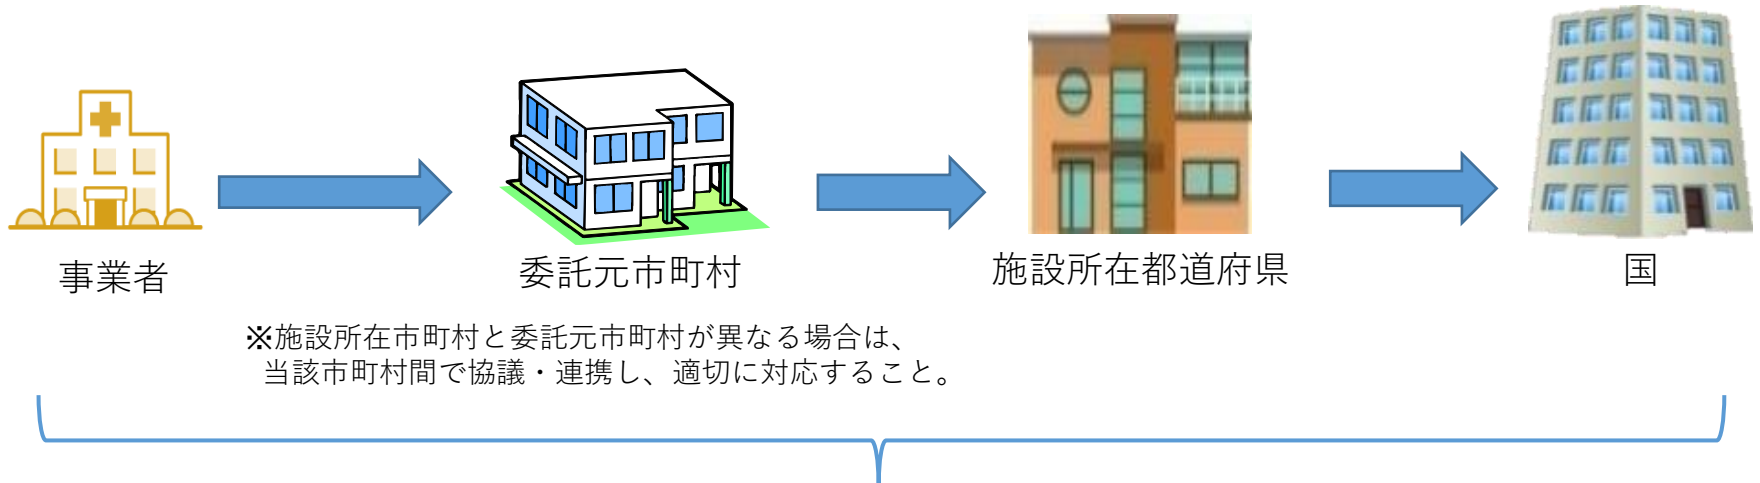 事業者
委託元市町村
施設所在都道府県
国
※施設所在市町村と委託元市町村が異なる場合は、
当該市町村間で協議・連携し、適切に対応すること。